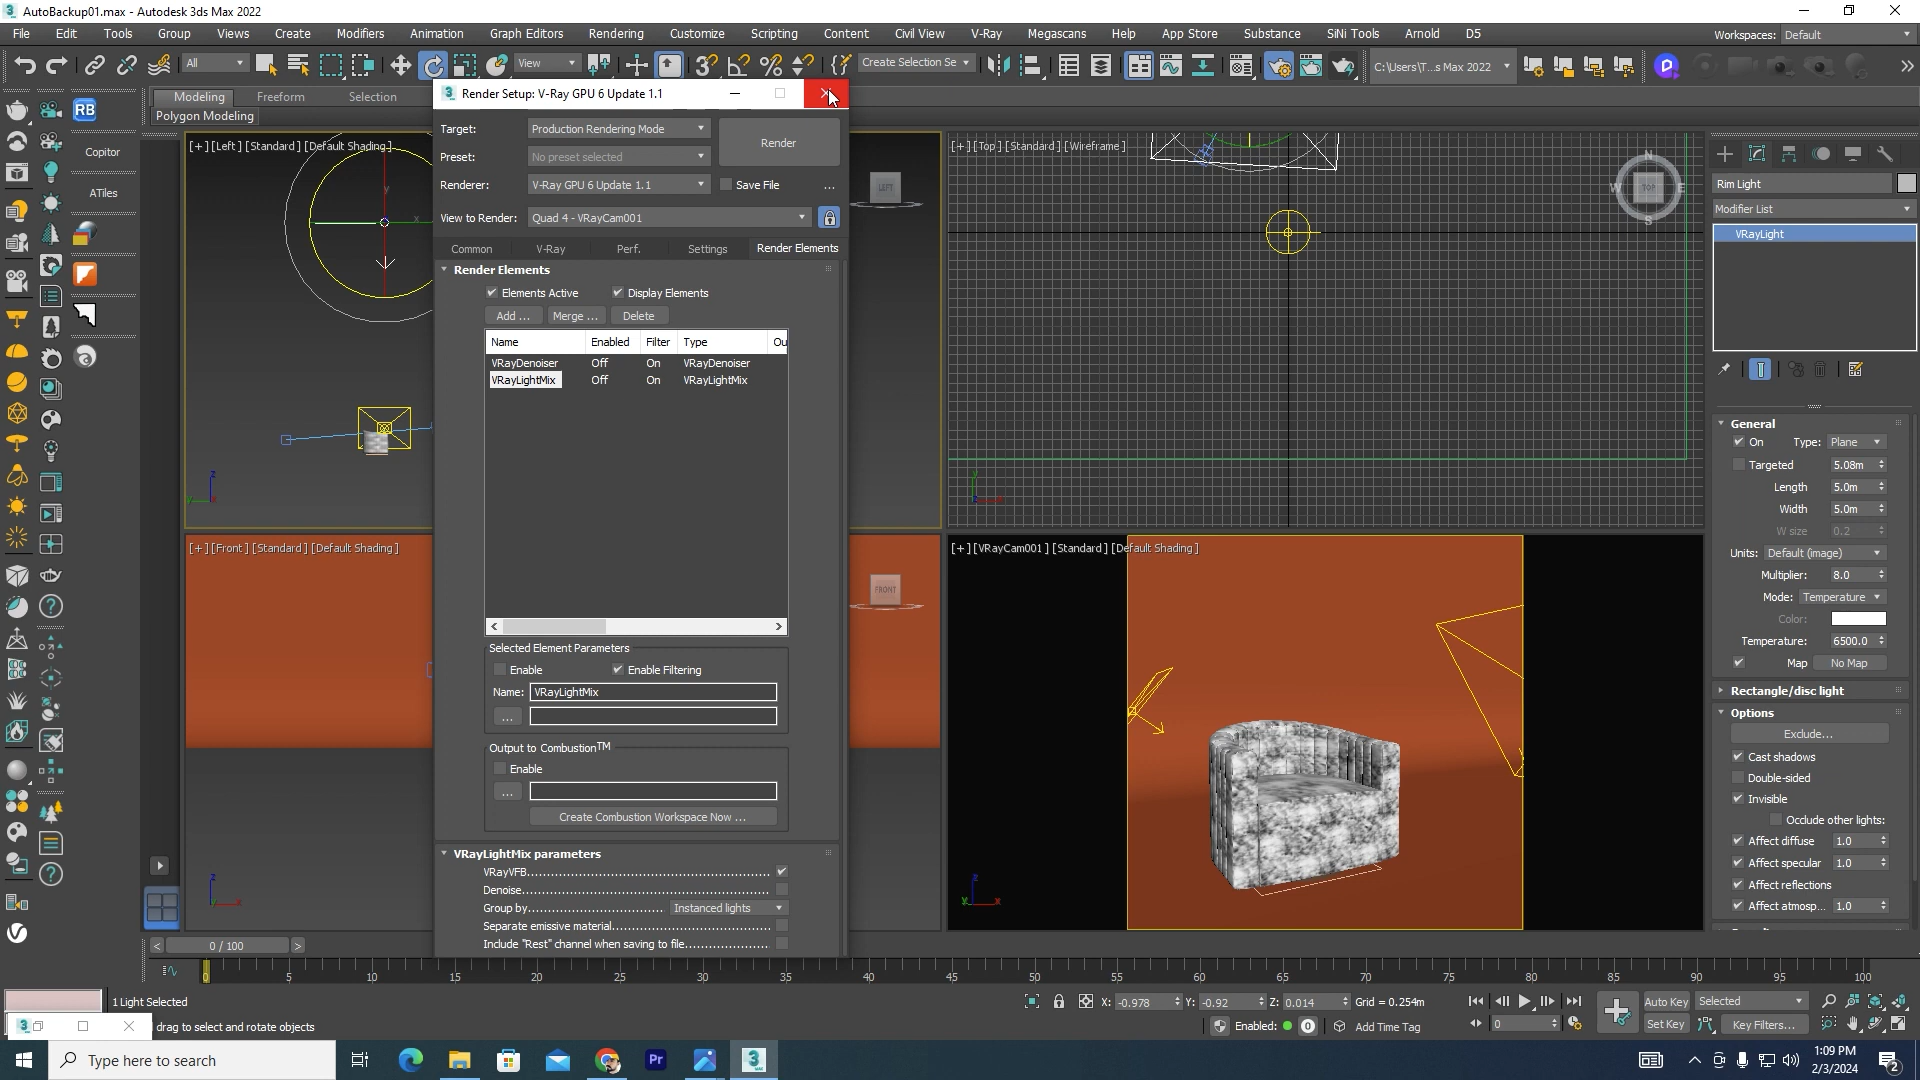 AutoBackup01.max - Autodesk 3ds Max 2022
File Edit Tools Group Views Create Modifiers Animation Graph Editors Rendering Customize Scripting Content Civil View V-Ray Megascans Help App Store Substance SiNi Tools Arnold D5 Workspaces: Default
All View Create Selection Se C:\Users\T...s Max 2022
Modeling Freeform Selection
Polygon Modeling
RB
Copitor
ATiles
Render Setup: V-Ray GPU 6 Update 1.1
Target: Production Rendering Mode
Render
Preset: No preset selected
Renderer: V-Ray GPU 6 Update 1.1 Save File ...
View to Render: Quad 4 - VRayCam001
Common V-Ray Perf. Settings Render Elements
Render Elements
Elements Active Display Elements
Add ... Merge ... Delete
Name Enabled Filter Type Ou
VRayDenoiser Off On VRayDenoiser
VRayLightMix Off On VRayLightMix
Selected Element Parameters
Enable Enable Filtering
Name: VRayLightMix
...
Output to Combustion™
Enable
...
Create Combustion Workspace Now ...
VRayLightMix parameters
VRayVFB
Denoise
Group by Instanced lights
Separate emissive material
Include "Rest" channel when saving to file
[+] [Left] [Standard] [Default Shading]
LEFT
[+] [Top] [Standard] [Wireframe]
N
W TOP E
S
[+] [Front] [Standard] [Default Shading]
FRONT
[+] [VRayCam001] [Standard] [Default Shading]
Rim Light
Modifier List
VRayLight
General
On Type: Plane
Targeted 5.08m
Length 5.0m
Width 5.0m
W size 0.2
Units: Default (image)
Multiplier: 8.0
Mode: Temperature
Color:
Temperature: 6500.0
Map No Map
Rectangle/disc light
Options
Exclude...
Cast shadows
Double-sided
Invisible
Occlude other lights:
Affect diffuse 1.0
Affect specular 1.0
Affect reflections
Affect atmosp... 1.0
< 0 / 100 >
0 5 10 15 20 25 30 35 40 45 50 55 60 65 70 75 80 85 90 95 100
1 Light Selected
drag to select and rotate objects
X: -0.978 Y: -0.92 Z: 0.014 Grid = 0.254m
Enabled: 0 Add Time Tag
0
Auto Key Selected
Set Key Key Filters...
Type here to search
Pr
3
1:09 PM
2/3/2024
2